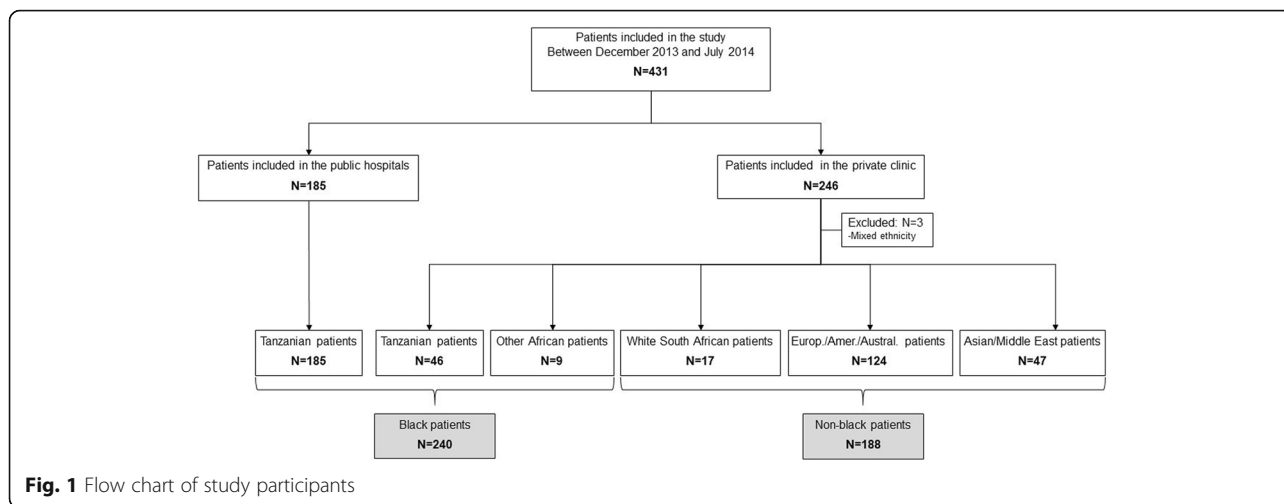 Patients included in the study
Between December 2013 and July 2014
N=431
Patients included in the public hospitals
N=185
Patients included in the private clinic
N=246
Excluded: N=3
-Mixed ethnicity
Tanzanian patients
N=185
Tanzanian patients
N=46
Other African patients
N=9
White South African patients
N=17
Europ./Amer./Austral. patients
N=124
Asian/Middle East patients
N=47
Black patients
N=240
Non-black patients
N=188
Fig. 1 Flow chart of study participants